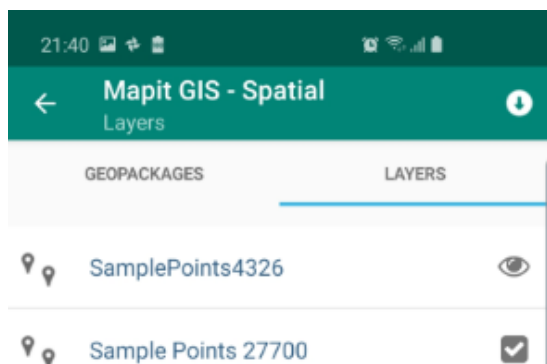 21:40
Mapit GIS - Spatial
Layers
GEOPACKAGES LAYERS
SamplePoints4326
Sample Points 27700